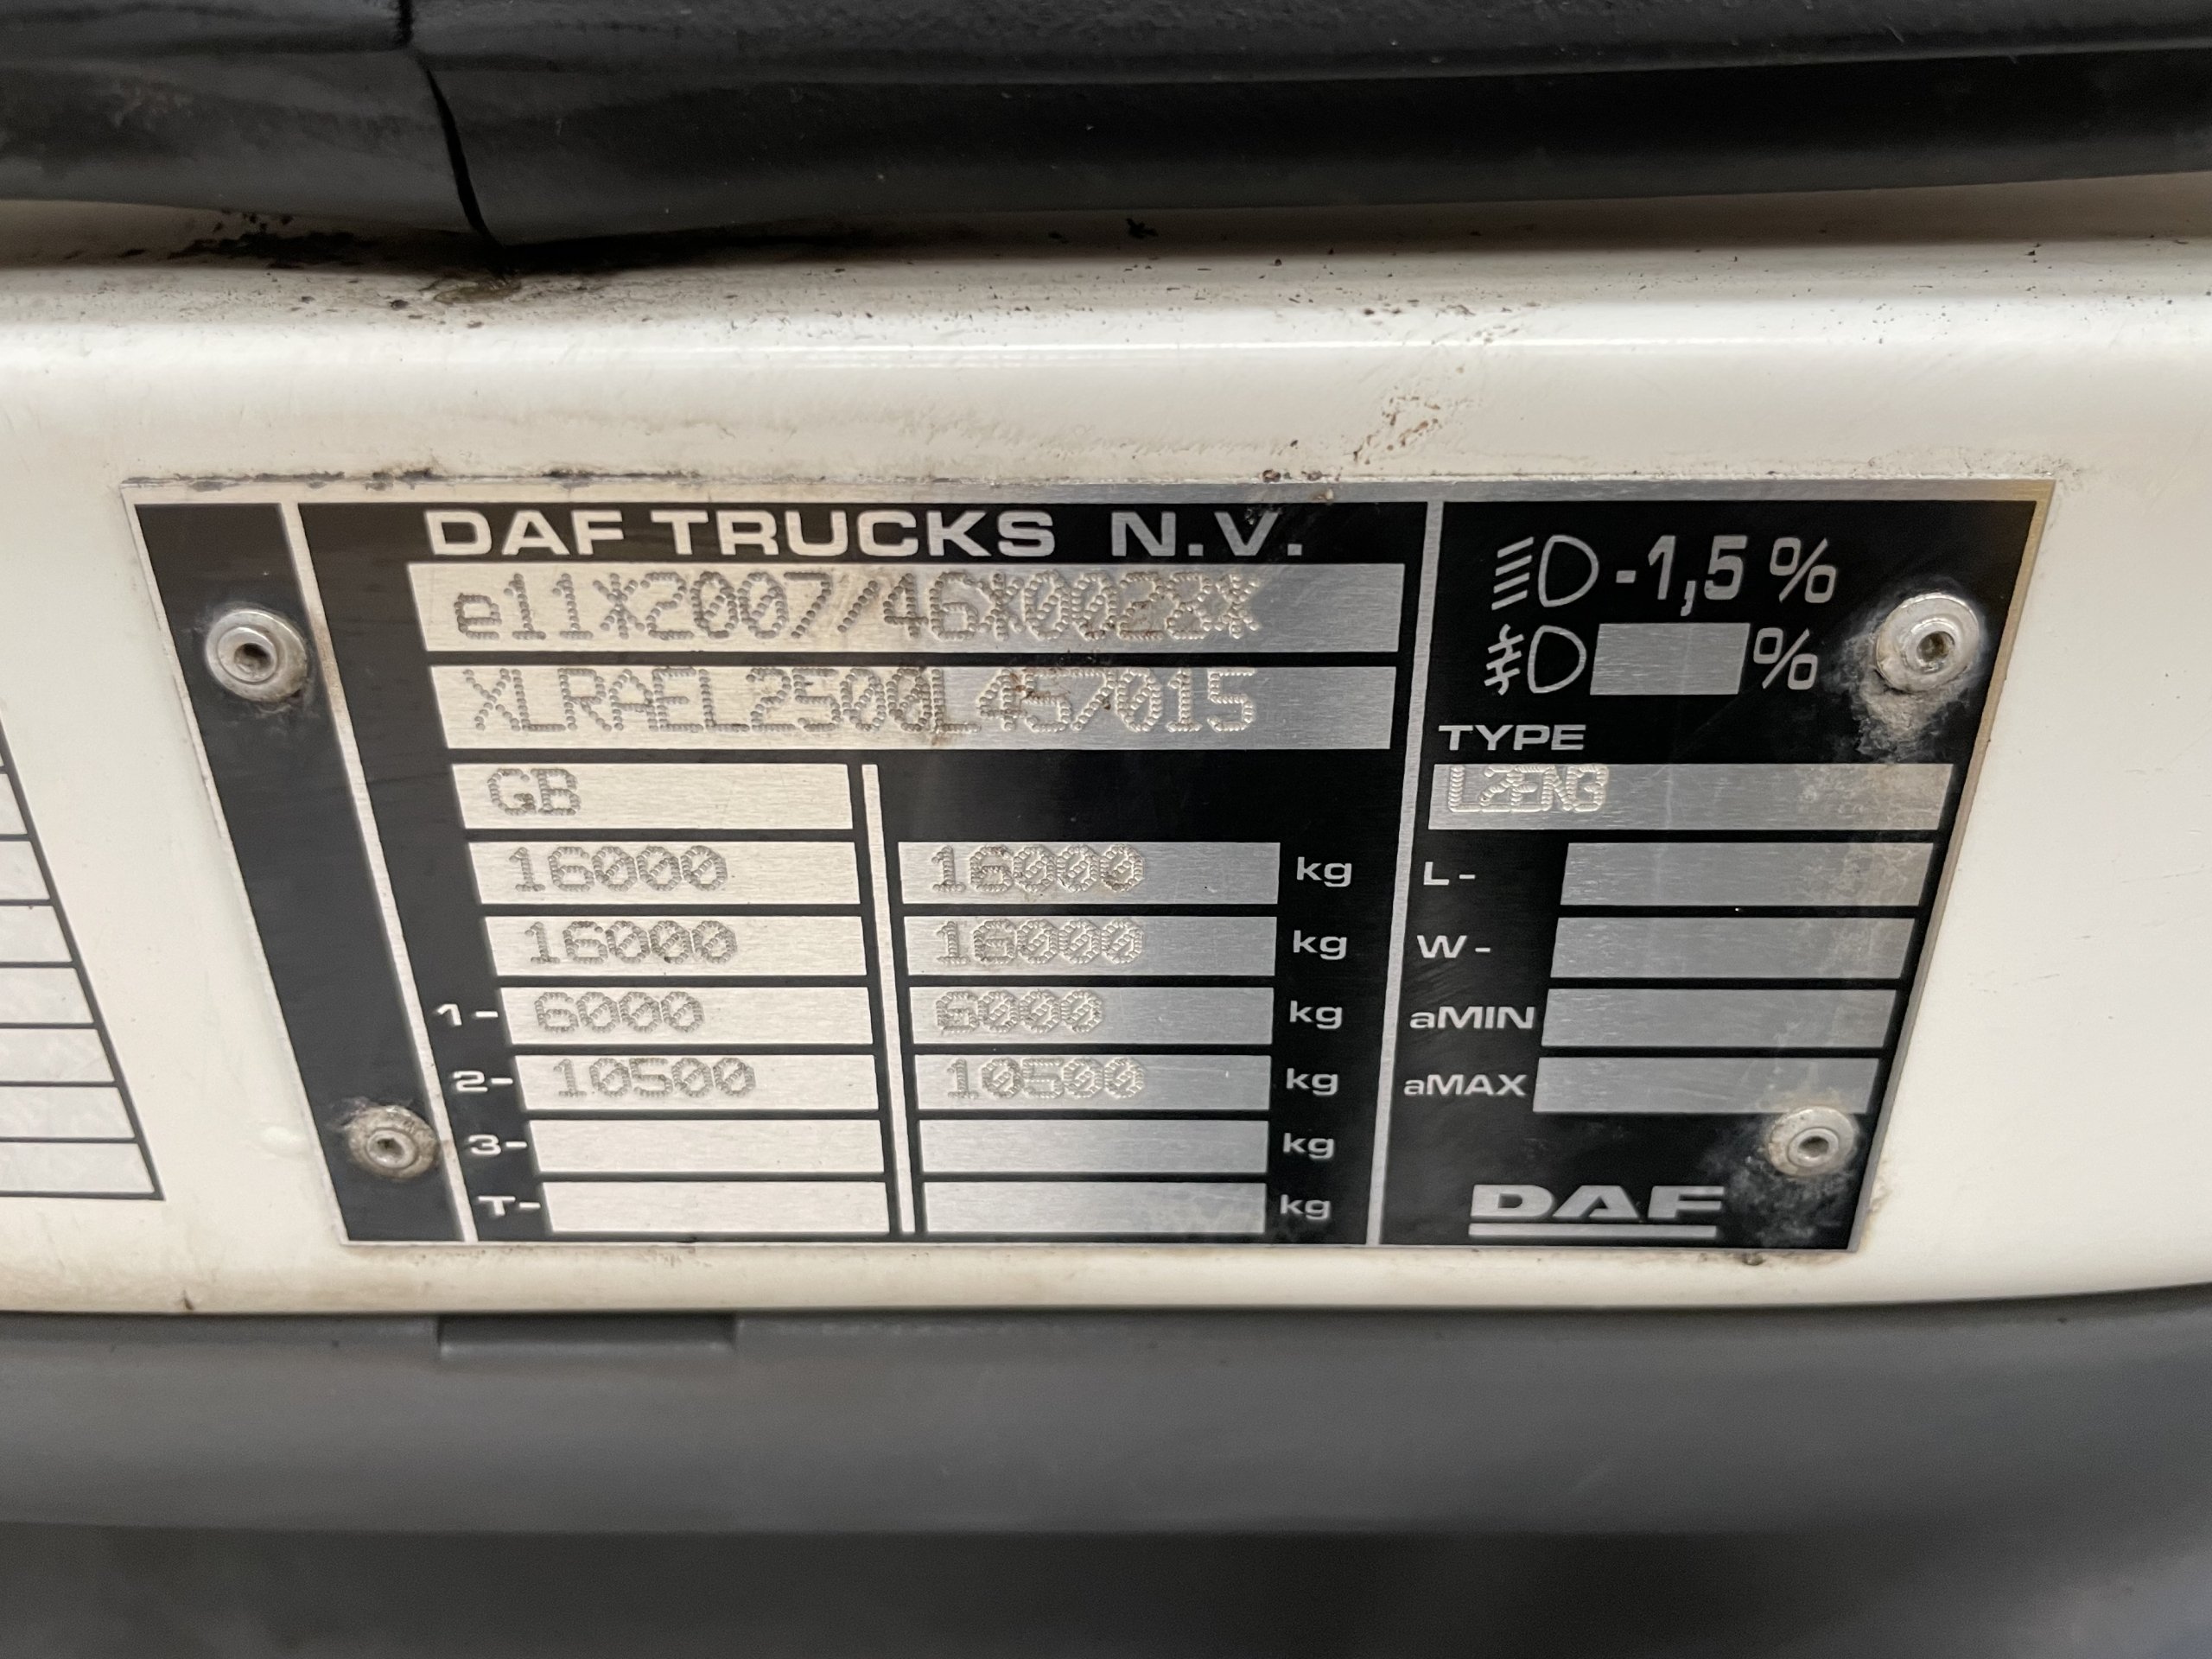 DAF TRUCKS N.V.
e11*2007/46*0028*
XLRAEL2500L457015
GB
16000 16000 kg
16000 16000 kg
1- 6000 6000 kg
2- 10500 10500 kg
3- kg
T- kg
-1,5 %
%
TYPE
L2EN3
L-
W-
aMIN
aMAX
DAF